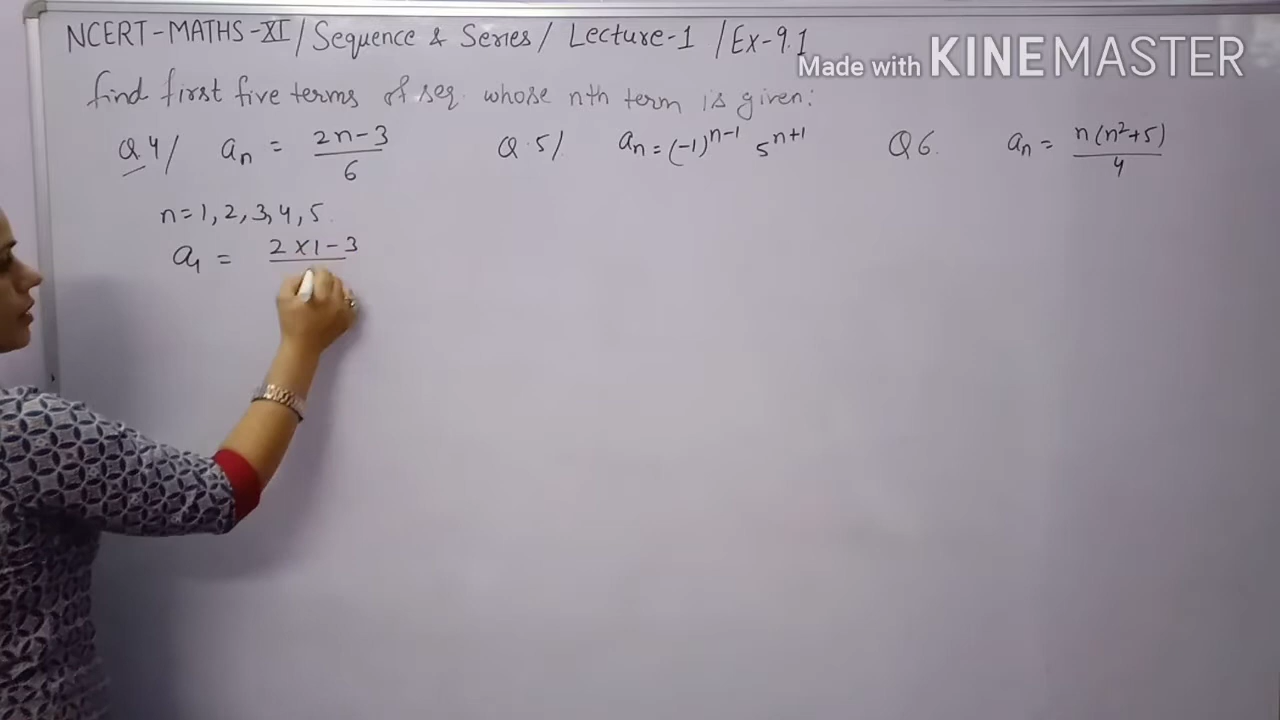 NCERT-MATHS-XI / Sequence & Series / Lecture-1 / Ex-9.1
Made with KINEMASTER
find first five terms of seq. whose nth term is given:
Q.4/ aₙ = (2n-3)/6 Q.5/. aₙ = (-1)ⁿ⁻¹ 5ⁿ⁺¹ Q6. aₙ = n(n²+5)/4
n=1, 2, 3, 4, 5.
a₁ = 2×1-3